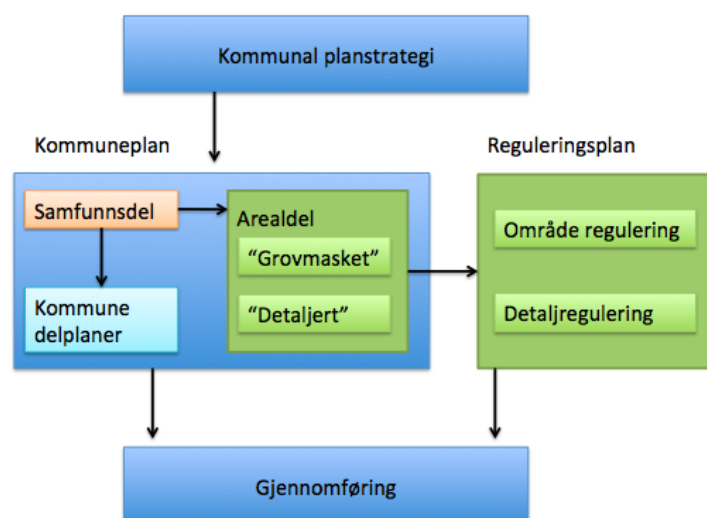 Kommunal planstrategi
Kommuneplan
Reguleringsplan
Samfunnsdel
Arealdel
“Grovmasket”
“Detaljert”
Kommune
delplaner
Område regulering
Detaljregulering
Gjennomføring